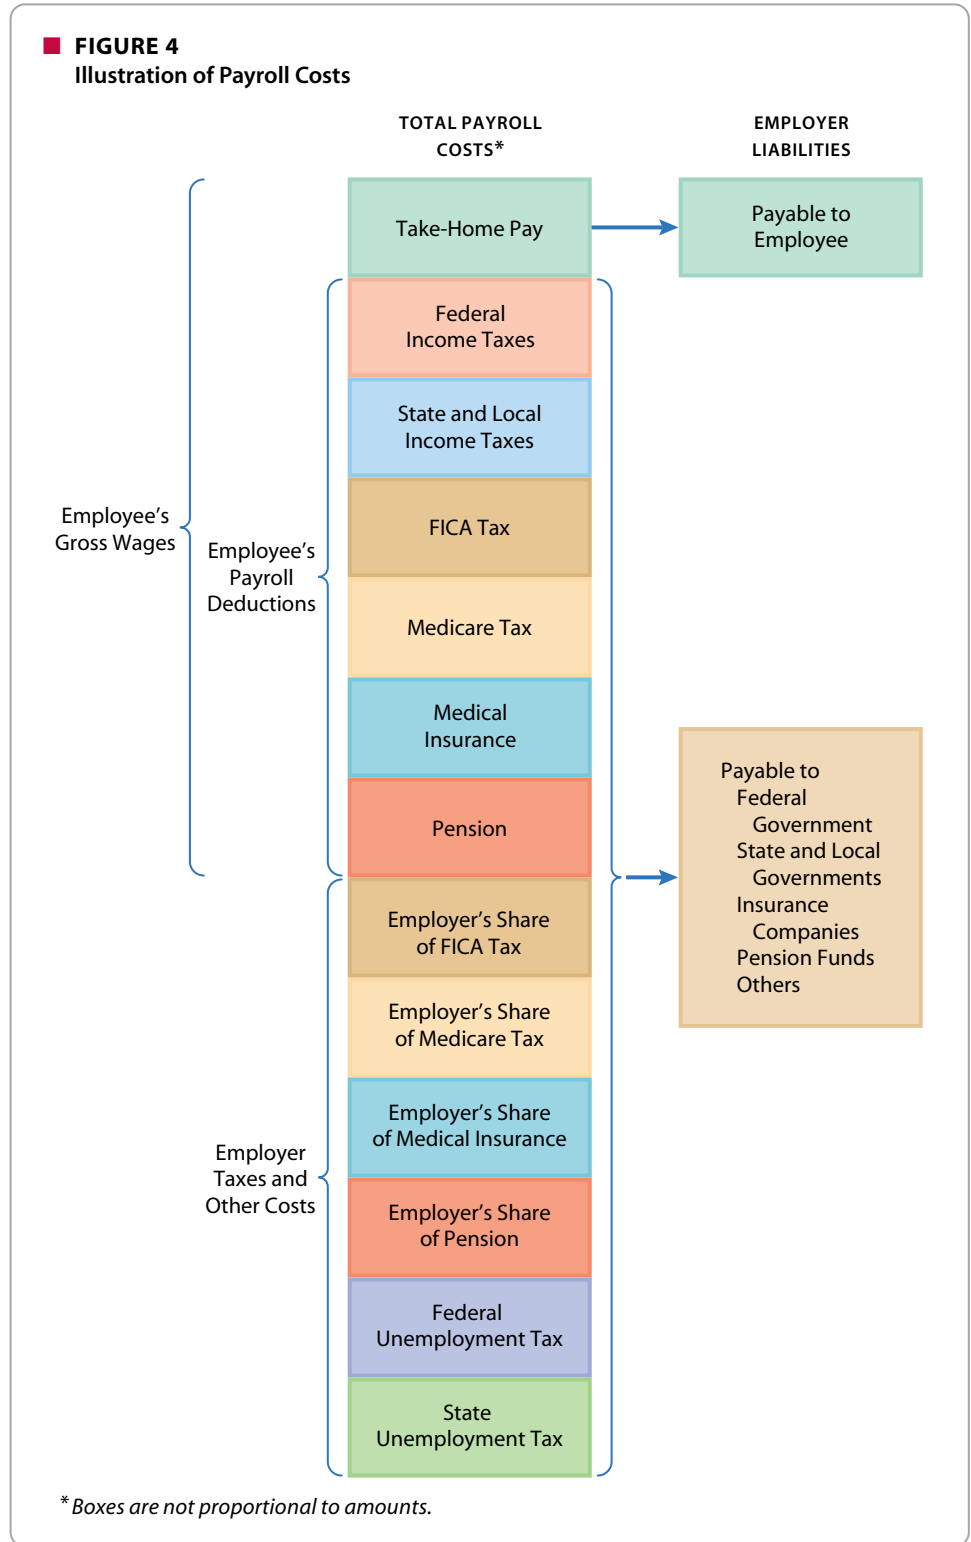 FIGURE 4
Illustration of Payroll Costs
TOTAL PAYROLL
COSTS*
EMPLOYER
LIABILITIES
Take-Home Pay
Payable to
Employee
Federal
Income Taxes
State and Local
Income Taxes
Employee’s
Gross Wages
FICA Tax
Employee’s
Payroll
Deductions
Medicare Tax
Medical
Insurance
Pension
Payable to
Federal
Government
State and Local
Governments
Insurance
Companies
Pension Funds
Others
Employer’s Share
of FICA Tax
Employer’s Share
of Medicare Tax
Employer’s Share
of Medical Insurance
Employer
Taxes and
Other Costs
Employer’s Share
of Pension
Federal
Unemployment Tax
State
Unemployment Tax
*Boxes are not proportional to amounts.